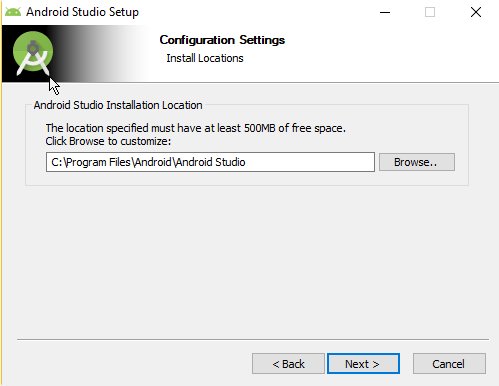 Android Studio Setup
Configuration Settings
Install Locations
Android Studio Installation Location
The location specified must have at least 500MB of free space.
Click Browse to customize:
C:\Program Files\Android\Android Studio
Browse..
< Back
Next >
Cancel